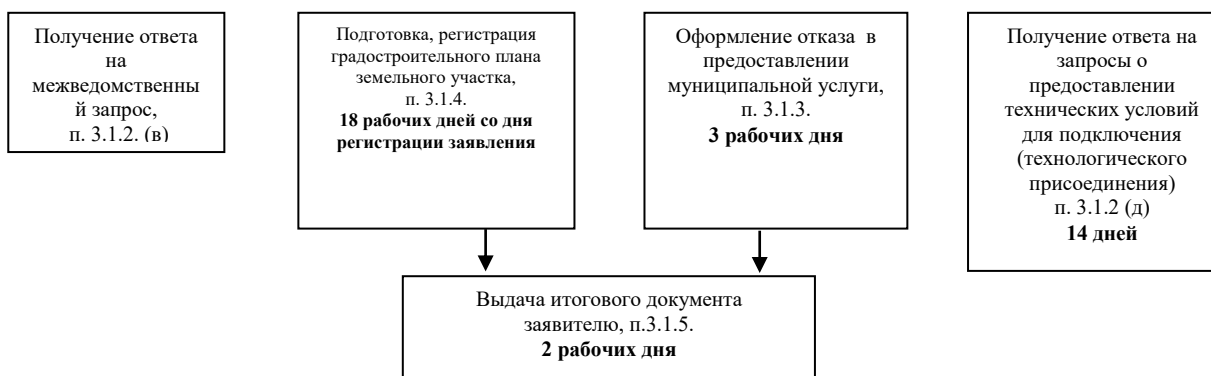 Получение ответа
на
межведомственны
й запрос,
п. 3.1.2. (в)
Подготовка, регистрация
градостроительного плана
земельного участка,
п. 3.1.4.
18 рабочих дней со дня
регистрации заявления
Оформление отказа в
предоставлении
муниципальной услуги,
п. 3.1.3.
3 рабочих дня
Получение ответа на
запросы о
предоставлении
технических условий
для подключения
(технологического
присоединения)
п. 3.1.2 (д)
14 дней
Выдача итогового документа
заявителю, п.3.1.5.
2 рабочих дня